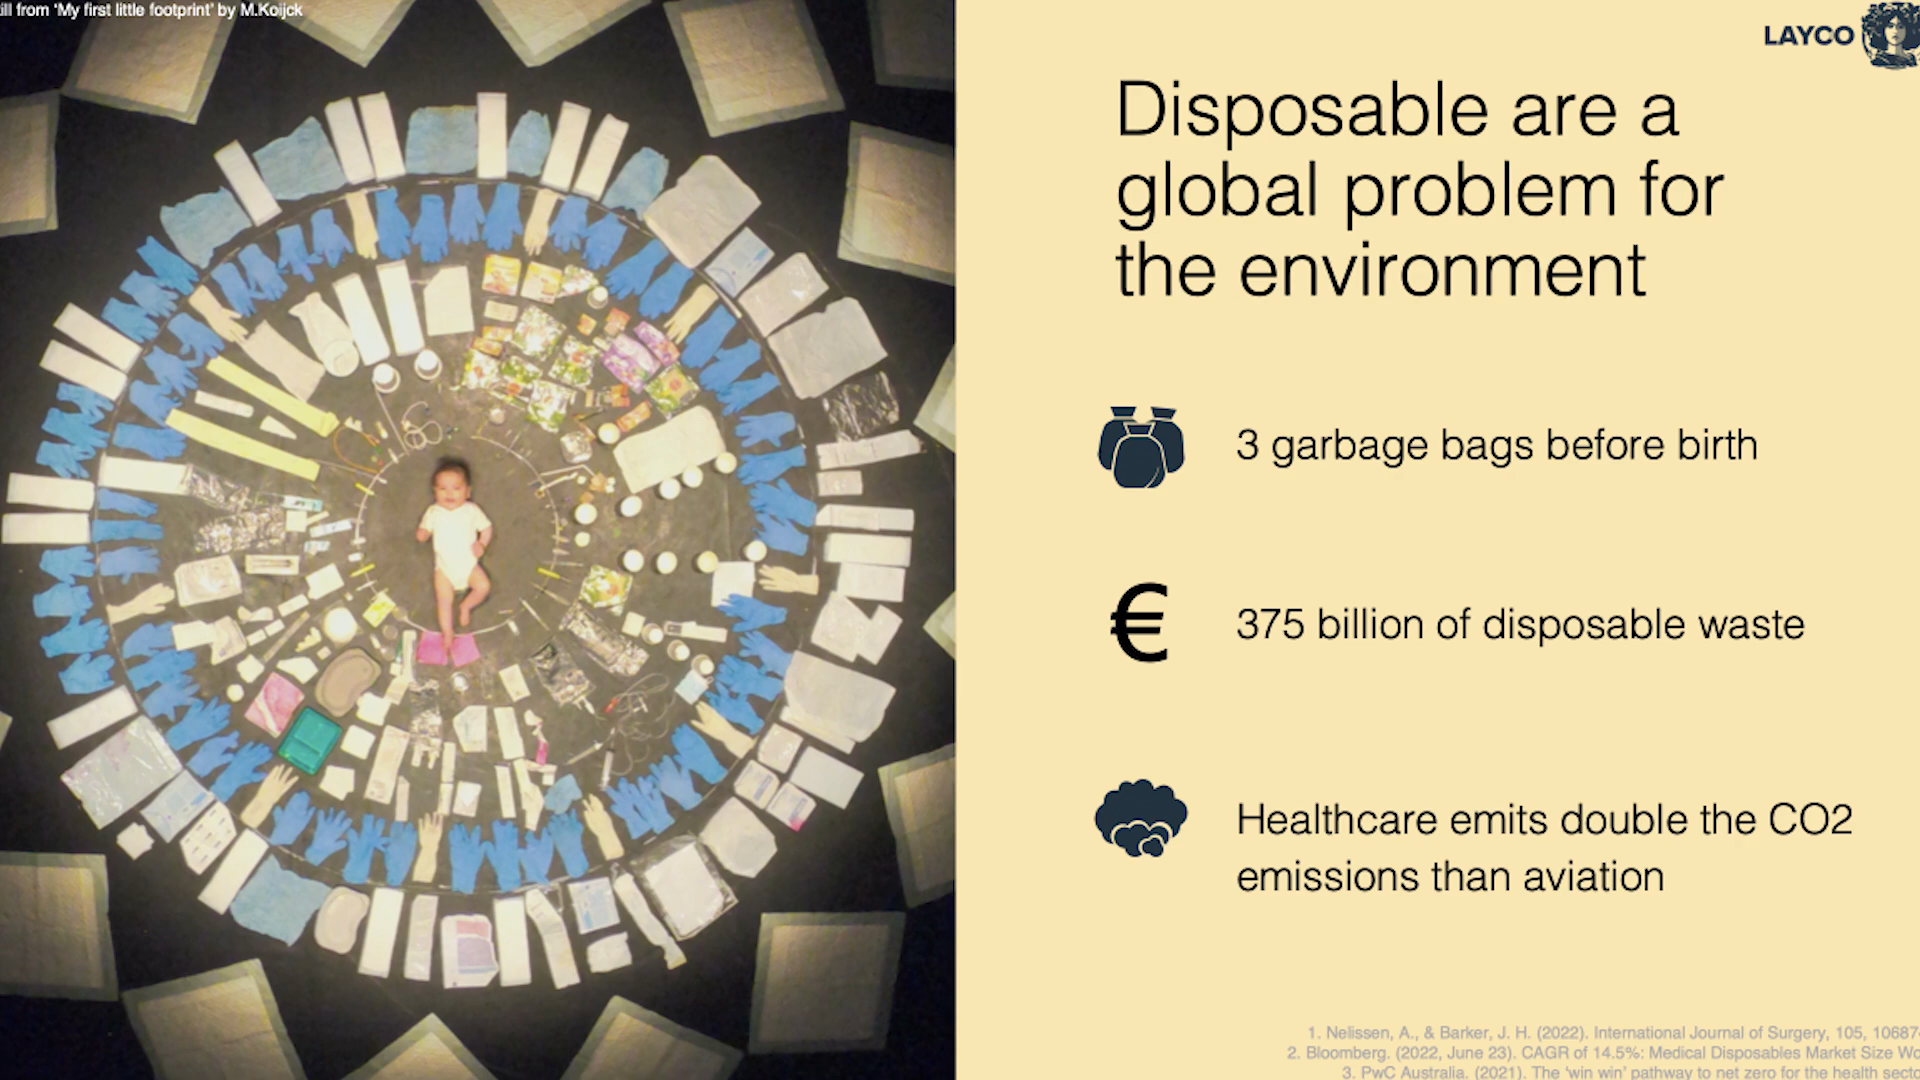 from ‘My first little footprint’ by M.Koijck
LAYCO
Disposable are a
global problem for
the environment
3 garbage bags before birth
€
375 billion of disposable waste
Healthcare emits double the CO2
emissions than aviation
1. Nelissen, A., & Barker, J. H. (2022). International Journal of Surgery, 105, 10687
2. Bloomberg. (2022, June 23). CAGR of 14.5%: Medical Disposables Market Size
3. PwC Australia. (2021). The ‘win win’ pathway to net zero for the health